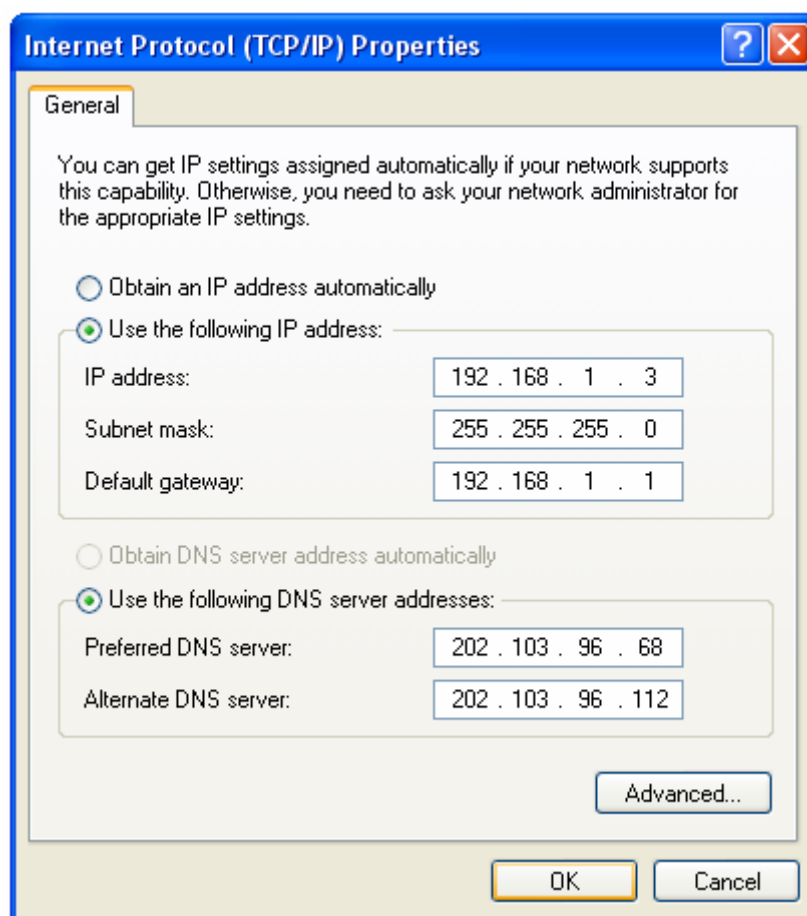 Internet Protocol (TCP/IP) Properties
General
You can get IP settings assigned automatically if your network supports
this capability. Otherwise, you need to ask your network administrator for
the appropriate IP settings.
Obtain an IP address automatically
Use the following IP address:
IP address: 192 . 168 . 1 . 3
Subnet mask: 255 . 255 . 255 . 0
Default gateway: 192 . 168 . 1 . 1
Obtain DNS server address automatically
Use the following DNS server addresses:
Preferred DNS server: 202 . 103 . 96 . 68
Alternate DNS server: 202 . 103 . 96 . 112
Advanced...
OK Cancel